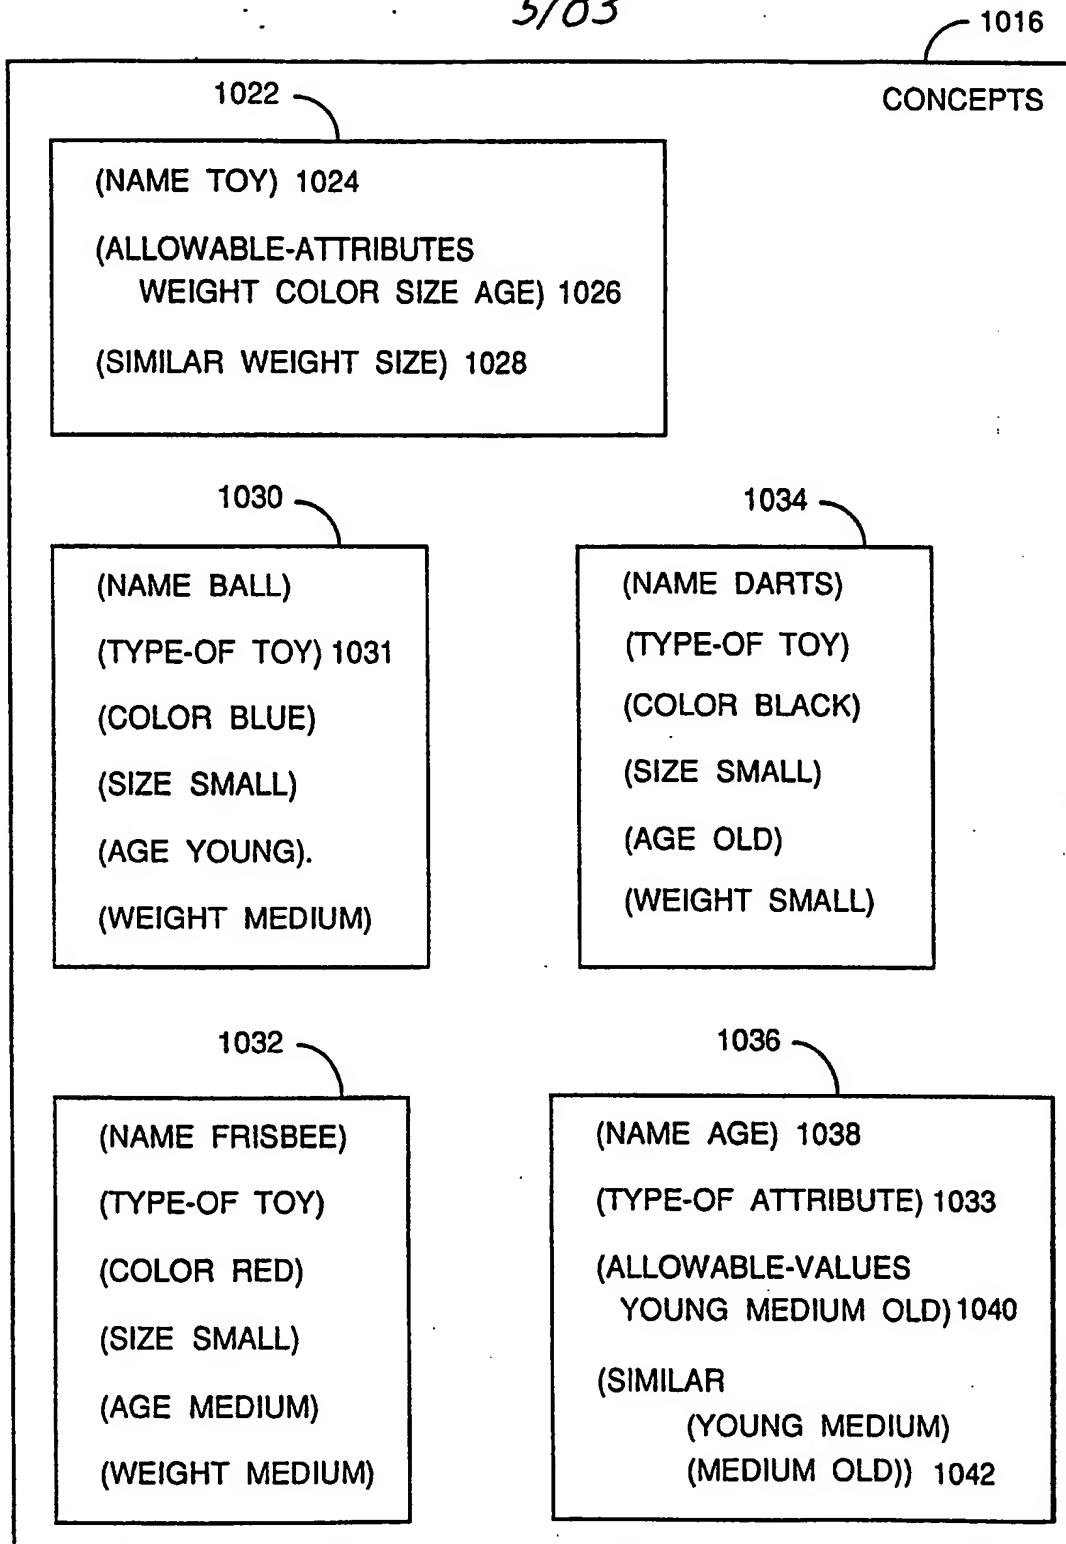 5/03
1016
CONCEPTS
1022
(NAME TOY) 1024
(ALLOWABLE-ATTRIBUTES
WEIGHT COLOR SIZE AGE) 1026
(SIMILAR WEIGHT SIZE) 1028
1030
(NAME BALL)
(TYPE-OF TOY) 1031
(COLOR BLUE)
(SIZE SMALL)
(AGE YOUNG).
(WEIGHT MEDIUM)
1034
(NAME DARTS)
(TYPE-OF TOY)
(COLOR BLACK)
(SIZE SMALL)
(AGE OLD)
(WEIGHT SMALL)
1032
(NAME FRISBEE)
(TYPE-OF TOY)
(COLOR RED)
(SIZE SMALL)
(AGE MEDIUM)
(WEIGHT MEDIUM)
1036
(NAME AGE) 1038
(TYPE-OF ATTRIBUTE) 1033
(ALLOWABLE-VALUES
YOUNG MEDIUM OLD) 1040
(SIMILAR
(YOUNG MEDIUM)
(MEDIUM OLD)) 1042